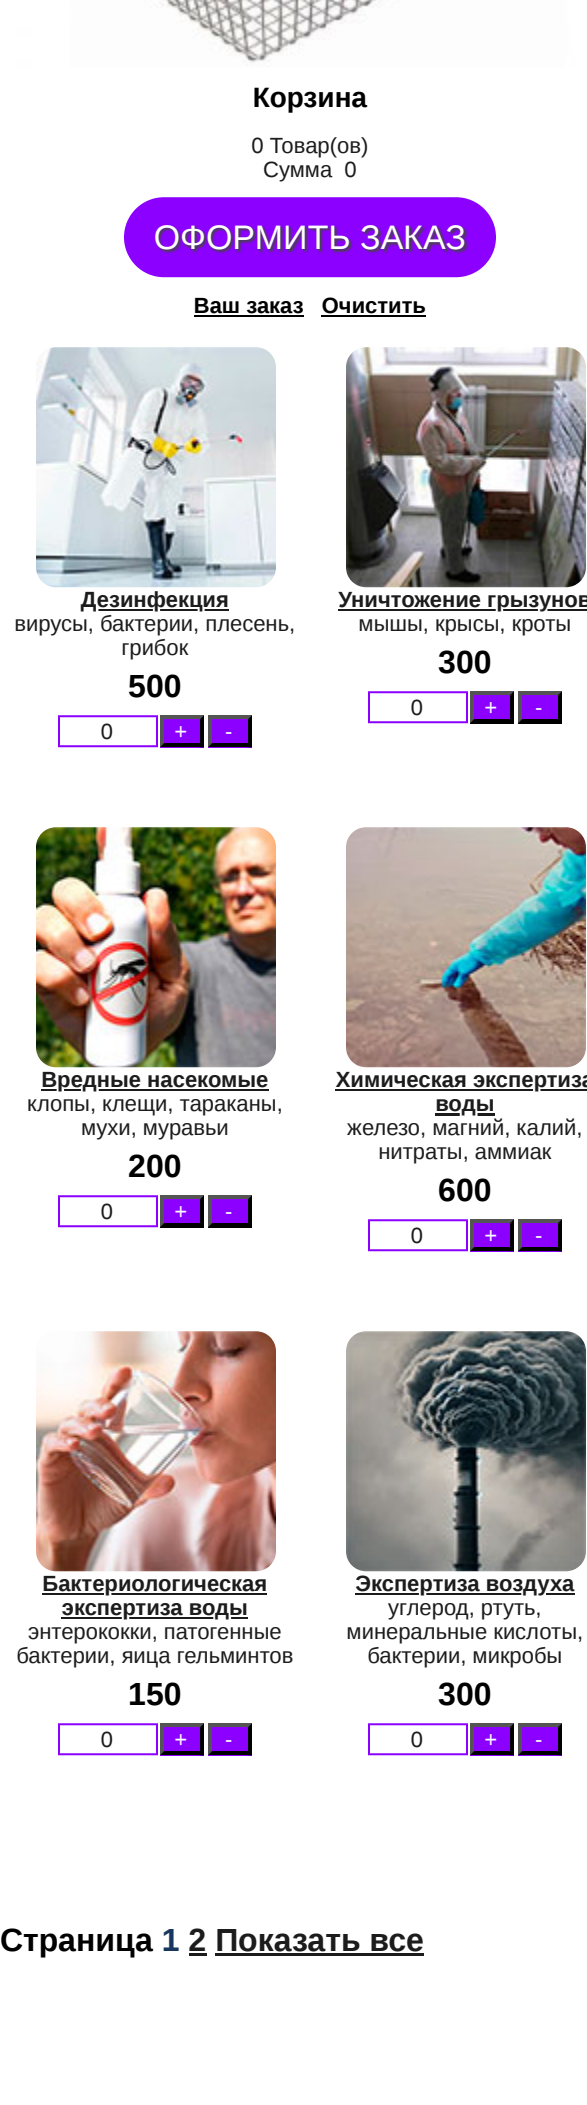 Корзина
0 Товар(ов)
Сумма 0
ОФОРМИТЬ ЗАКАЗ
Ваш заказ Очистить
Дезинфекция
вирусы, бактерии, плесень,
грибок
500
0 + -
Уничтожение грызунов
мышы, крысы, кроты
300
0 + -
Вредные насекомые
клопы, клещи, тараканы,
мухи, муравьи
200
0 + -
Химическая экспертиза
воды
железо, магний, калий,
нитраты, аммиак
600
0 + -
Бактериологическая
экспертиза воды
энтерококки, патогенные
бактерии, яица гельминтов
150
0 + -
Экспертиза воздуха
углерод, ртуть,
минеральные кислоты,
бактерии, микробы
300
0 + -
Страница 1 2 Показать все